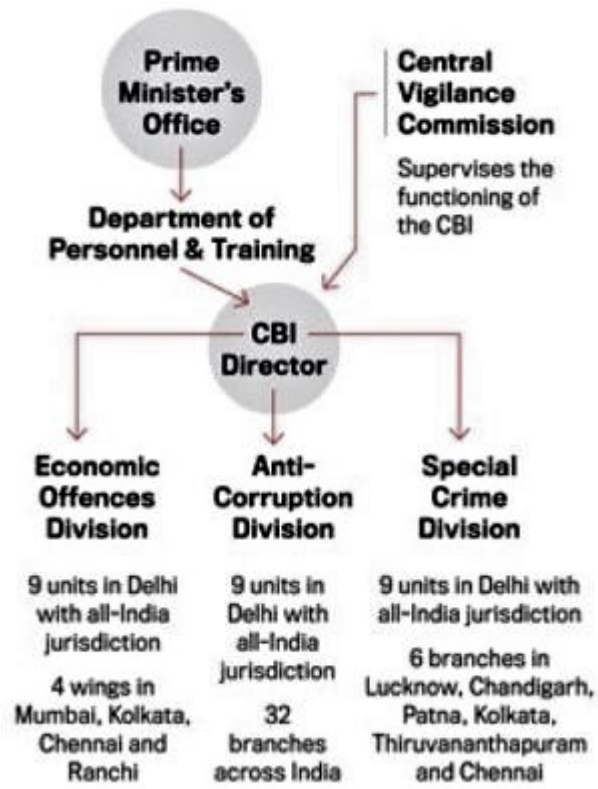 Prime
Minister's
Office
Central
Vigilance
Commission
Supervises the
functioning of
the CBI
Department of
Personnel & Training
CBI
Director
Economic
Offences
Division
9 units in Delhi
with all-India
jurisdiction
4 wings in
Mumbai, Kolkata,
Chennai and
Ranchi
Anti-
Corruption
Division
9 units in
Delhi with
all-India
jurisdiction
32
branches
across India
Special
Crime
Division
9 units in Delhi with
all-India jurisdiction
6 branches in
Lucknow, Chandigarh,
Patna, Kolkata,
Thiruvananthapuram
and Chennai